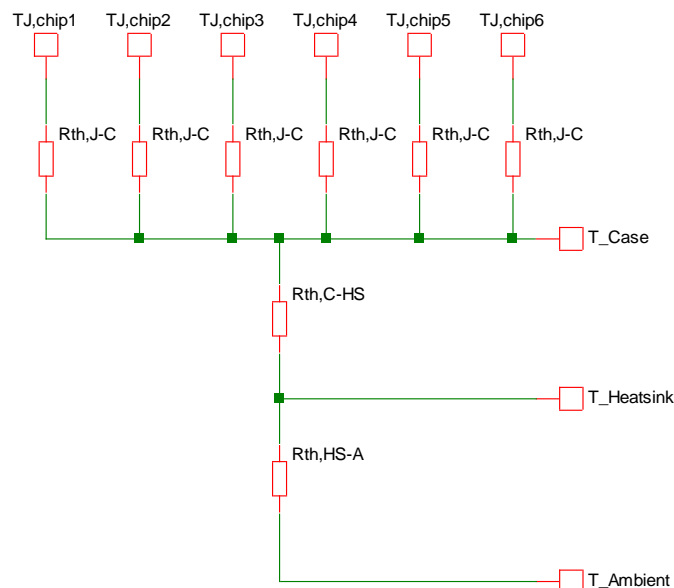 TJ,chip1 TJ,chip2 TJ,chip3 TJ,chip4 TJ,chip5 TJ,chip6
Rth,J-C Rth,J-C Rth,J-C Rth,J-C Rth,J-C Rth,J-C
T_Case
Rth,C-HS
T_Heatsink
Rth,HS-A
T_Ambient